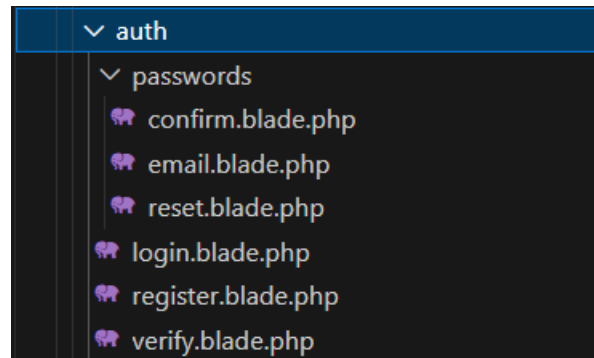 auth
passwords
confirm.blade.php
email.blade.php
reset.blade.php
login.blade.php
register.blade.php
verify.blade.php